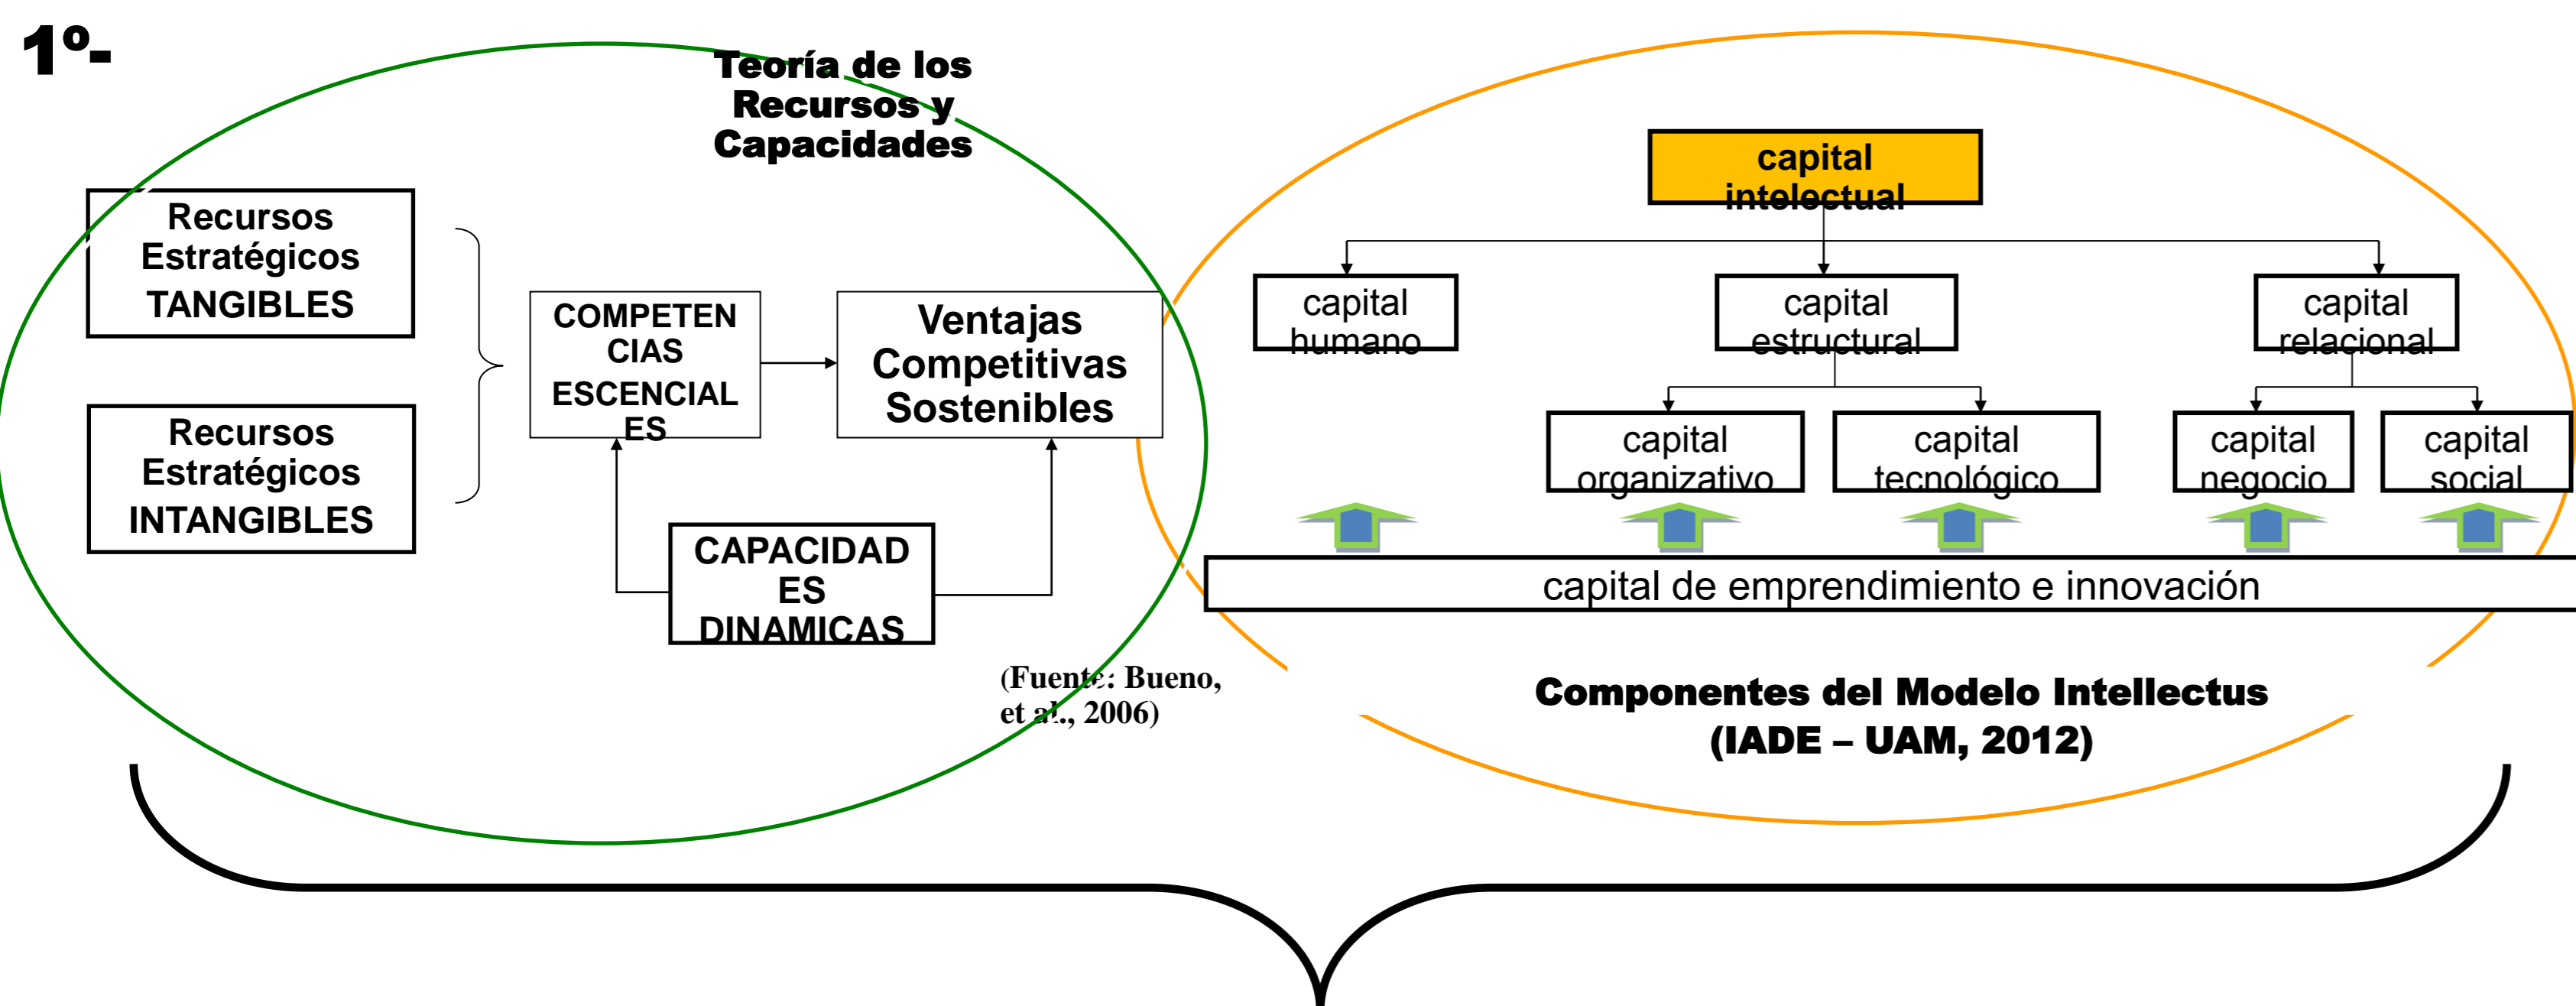 1º-
Teoría de los
Recursos y
Capacidades
Recursos
Estratégicos
TANGIBLES
Recursos
Estratégicos
INTANGIBLES
COMPETEN
CIAS
ESCENCIAL
ES
Ventajas
Competitivas
Sostenibles
CAPACIDAD
ES
DINAMICAS
(Fuente: Bueno,
et al., 2006)
capital
intelectual
capital
humano
capital
estructural
capital
relacional
capital
organizativo
capital
tecnológico
capital
negocio
capital
social
capital de emprendimiento e innovación
Componentes del Modelo Intellectus
(IADE – UAM, 2012)